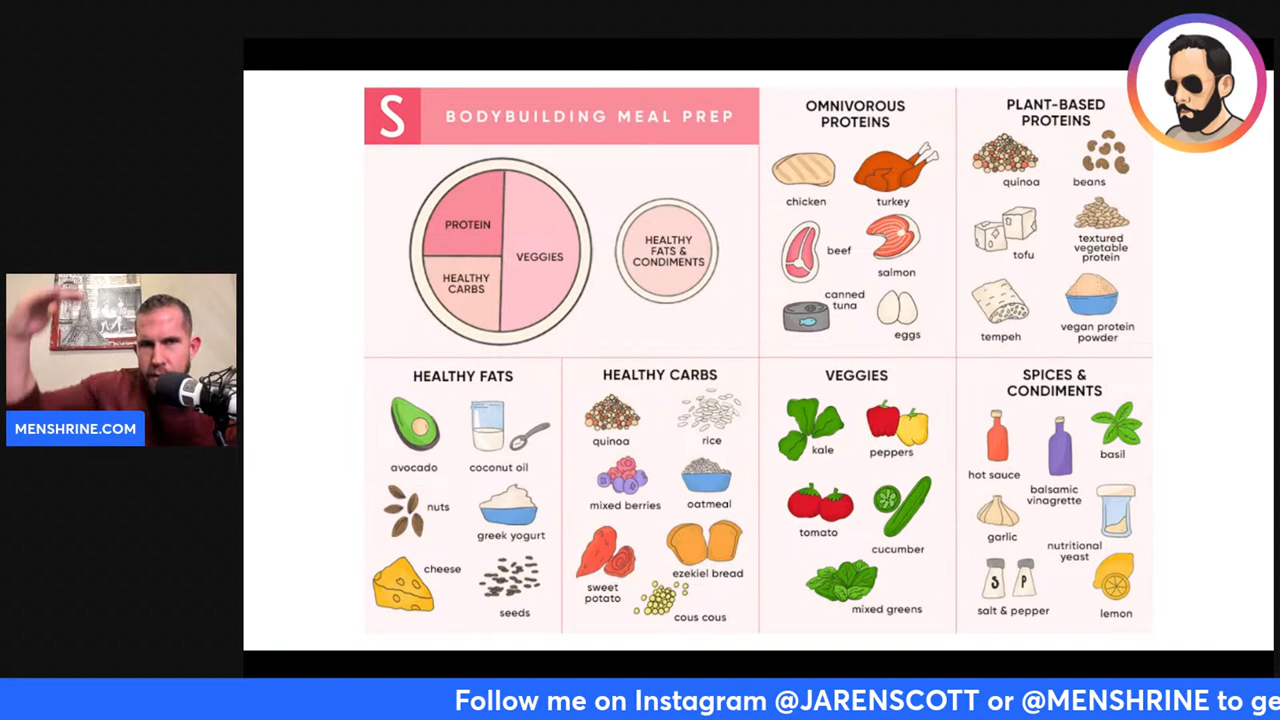 S
BODYBUILDING MEAL PREP
PROTEIN
HEALTHY
CARBS
VEGGIES
HEALTHY
FATS &
CONDIMENTS
OMNIVOROUS
PROTEINS
chicken
turkey
beef
salmon
canned
tuna
eggs
PLANT-BASED
PROTEINS
quinoa
beans
tofu
textured
vegetable
protein
tempeh
vegan protein
powder
HEALTHY FATS
avocado
coconut oil
nuts
greek yogurt
cheese
seeds
HEALTHY CARBS
quinoa
rice
mixed berries
oatmeal
sweet
potato
ezekiel bread
cous cous
VEGGIES
kale
peppers
tomato
cucumber
mixed greens
SPICES &
CONDIMENTS
hot sauce
balsamic
vinagrette
basil
garlic
nutritional
yeast
S P
salt & pepper
lemon
MENSHRINE.COM
Follow me on Instagram @JARENSCOTT or @MENSHRINE to ge